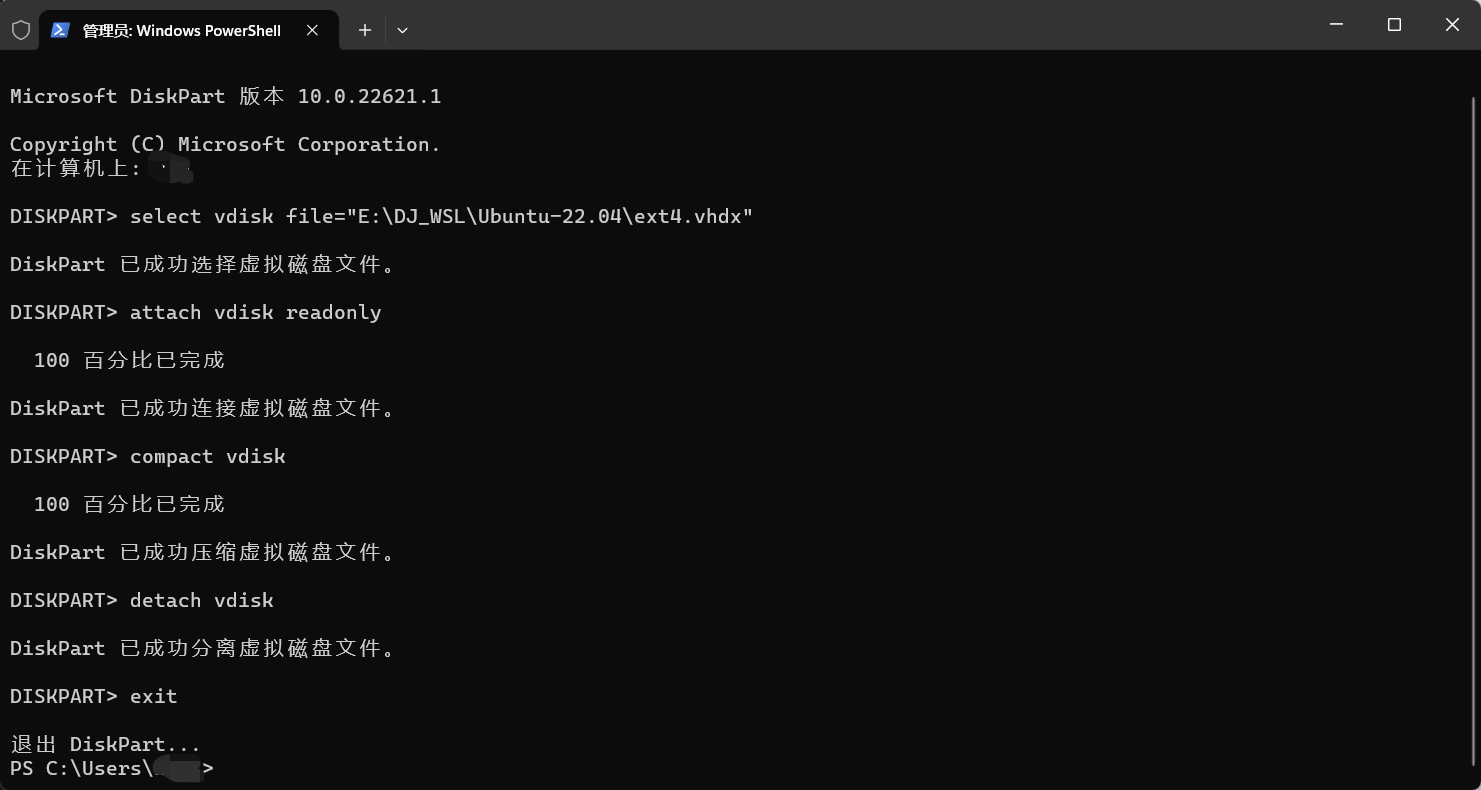 管理员: Windows PowerShell
Microsoft DiskPart 版本 10.0.22621.1
Copyright (C) Microsoft Corporation.
在计算机上:
DISKPART> select vdisk file="E:\DJ_WSL\Ubuntu-22.04\ext4.vhdx"
DiskPart 已成功选择虚拟磁盘文件。
DISKPART> attach vdisk readonly
100 百分比已完成
DiskPart 已成功连接虚拟磁盘文件。
DISKPART> compact vdisk
100 百分比已完成
DiskPart 已成功压缩虚拟磁盘文件。
DISKPART> detach vdisk
DiskPart 已成功分离虚拟磁盘文件。
DISKPART> exit
退出 DiskPart...
PS C:\Users\>